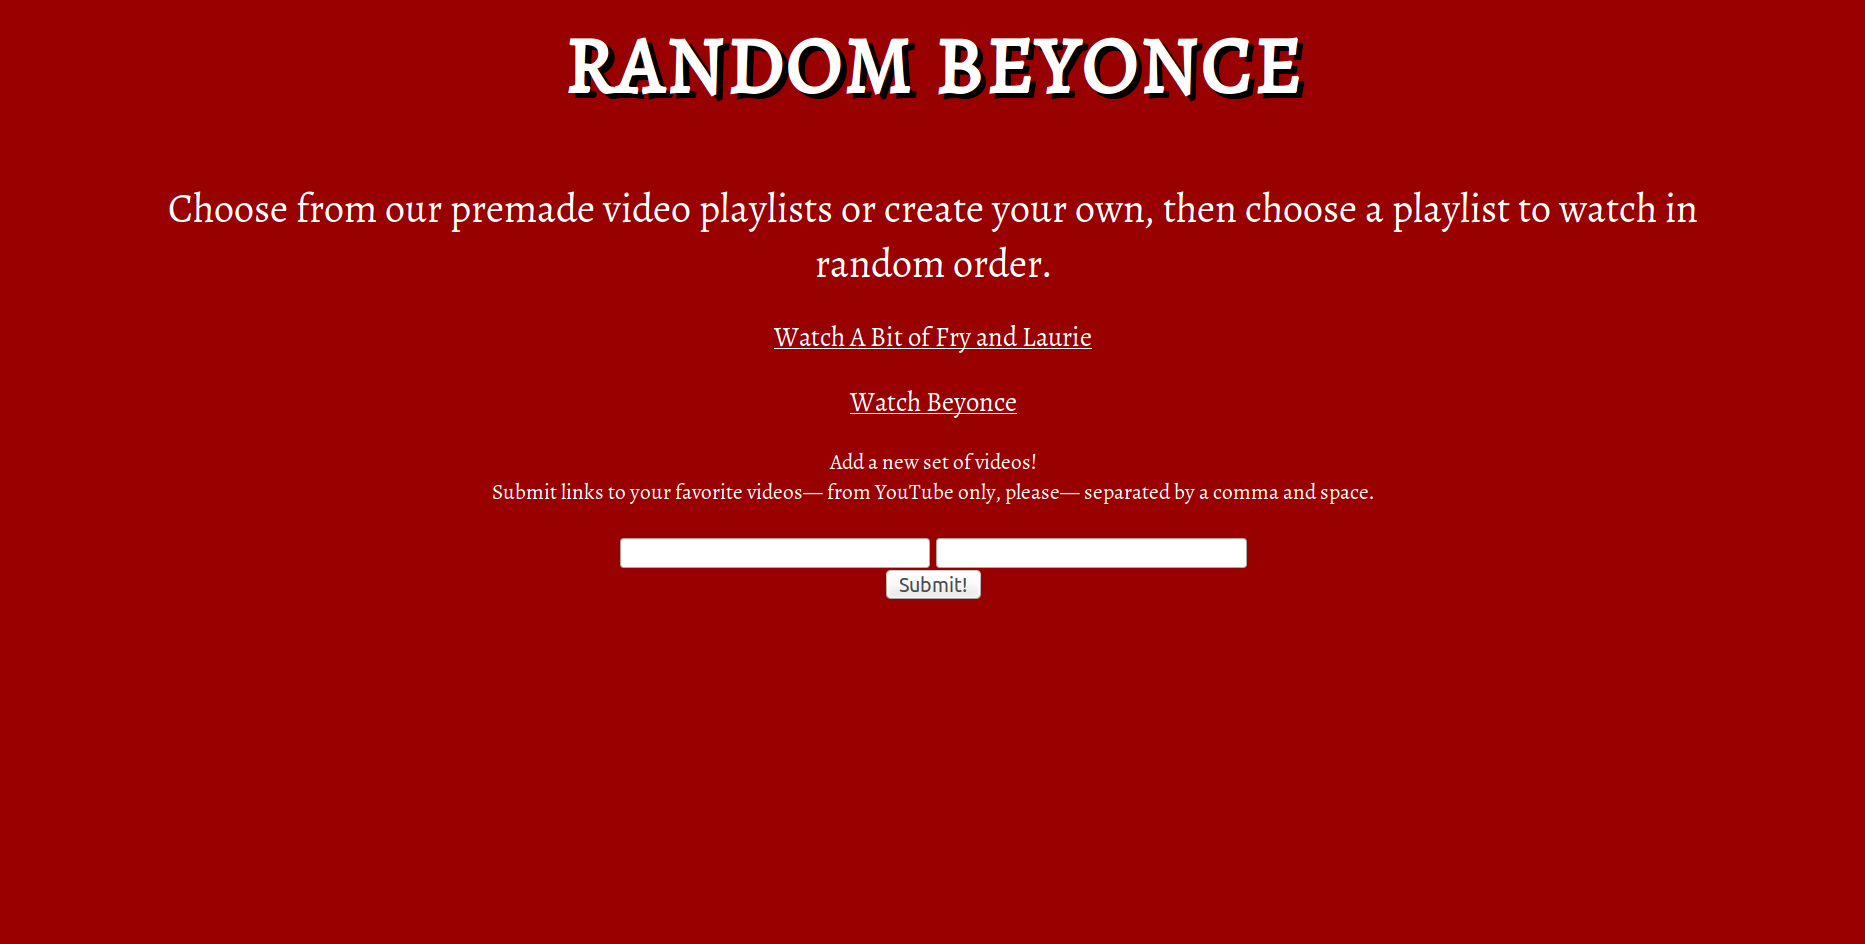 RANDOM BEYONCE
Choose from our premade video playlists or create your own, then choose a playlist to watch in
random order.
Watch A Bit of Fry and Laurie
Watch Beyonce
Add a new set of videos!
Submit links to your favorite videos— from YouTube only, please— separated by a comma and space.
Submit!